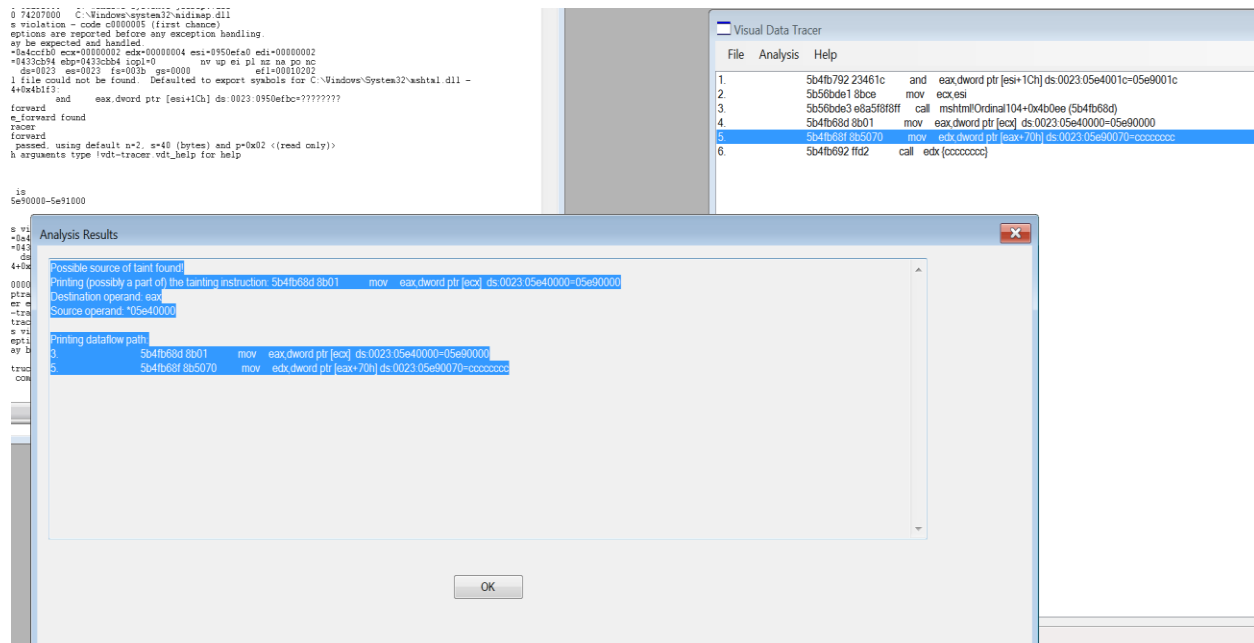 0 74207000 C:\Windows\system32\midimap.dll
s violation - code c0000005 (first chance)
eptions are reported before any exception handling.
ay be expected and handled.
=0a4ccfb0 ecx=00000002 edx=00000004 esi=0950efa0 edi=00000002
=0433cb94 ebp=0433cbb4 iopl=0 nv up ei pl nz na po nc
ds=0023 es=0023 fs=003b gs=0000 efl=00010202
l file could not be found. Defaulted to export symbols for C:\Windows\System32\mshtml.dll -
4+0x4b1f3:
and eax,dword ptr [esi+1Ch] ds:0023:0950efbc=????????
forward
e_forward found
racer
forward
passed, using default n=2, s=40 (bytes) and p=0x02 <(read only)>
h arguments type !vdt-tracer.vdt_help for help
is
5e90000-5e91000
Visual Data Tracer
File Analysis Help
1. 5b4fb792 23461c and eax,dword ptr [esi+1Ch] ds:0023:05e4001c=05e9001c
2. 5b56bde1 8bce mov ecx,esi
3. 5b56bde3 e8a5f8f8ff call mshtml!Ordinal104+0x4b0ee (5b4fb68d)
4. 5b4fb68d 8b01 mov eax,dword ptr [ecx] ds:0023:05e40000=05e90000
5. 5b4fb68f 8b5070 mov edx,dword ptr [eax+70h] ds:0023:05e90070=cccccccc
6. 5b4fb692 ffd2 call edx {cccccccc}
Analysis Results
Possible source of taint found!
Printing (possibly a part of) the tainting instruction: 5b4fb68d 8b01 mov eax,dword ptr [ecx] ds:0023:05e40000=05e90000
Destination operand: eax
Source operand: *05e40000
Printing dataflow path:
3. 5b4fb68d 8b01 mov eax,dword ptr [ecx] ds:0023:05e40000=05e90000
5. 5b4fb68f 8b5070 mov edx,dword ptr [eax+70h] ds:0023:05e90070=cccccccc
OK